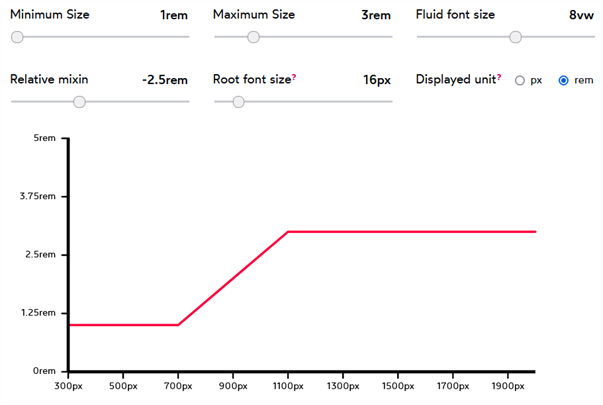 Minimum Size 1rem Maximum Size 3rem Fluid font size 8vw
Relative mixin -2.5rem Root font size? 16px Displayed unit? px rem
5rem
3.75rem
2.5rem
1.25rem
0rem
300px 500px 700px 900px 1100px 1300px 1500px 1700px 1900px